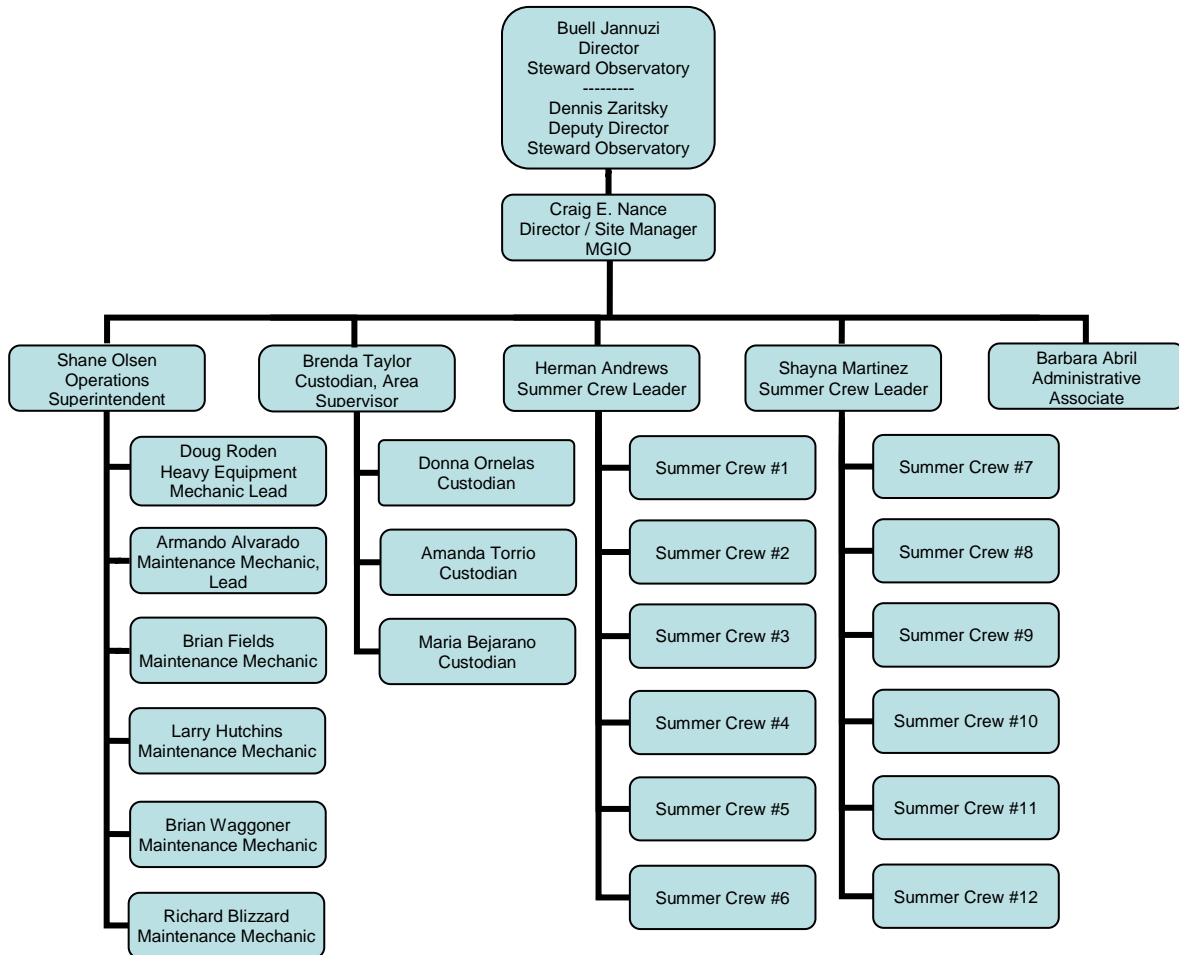 Buell Jannuzi
Director
Steward Observatory
---------
Dennis Zaritsky
Deputy Director
Steward Observatory
Craig E. Nance
Director / Site Manager
MGIO
Shane Olsen
Operations
Superintendent
Brenda Taylor
Custodian, Area
Supervisor
Herman Andrews
Summer Crew Leader
Shayna Martinez
Summer Crew Leader
Barbara Abril
Administrative
Associate
Doug Roden
Heavy Equipment
Mechanic Lead
Armando Alvarado
Maintenance Mechanic,
Lead
Brian Fields
Maintenance Mechanic
Larry Hutchins
Maintenance Mechanic
Brian Waggoner
Maintenance Mechanic
Richard Blizzard
Maintenance Mechanic
Donna Ornelas
Custodian
Amanda Torrio
Custodian
Maria Bejarano
Custodian
Summer Crew #1
Summer Crew #2
Summer Crew #3
Summer Crew #4
Summer Crew #5
Summer Crew #6
Summer Crew #7
Summer Crew #8
Summer Crew #9
Summer Crew #10
Summer Crew #11
Summer Crew #12